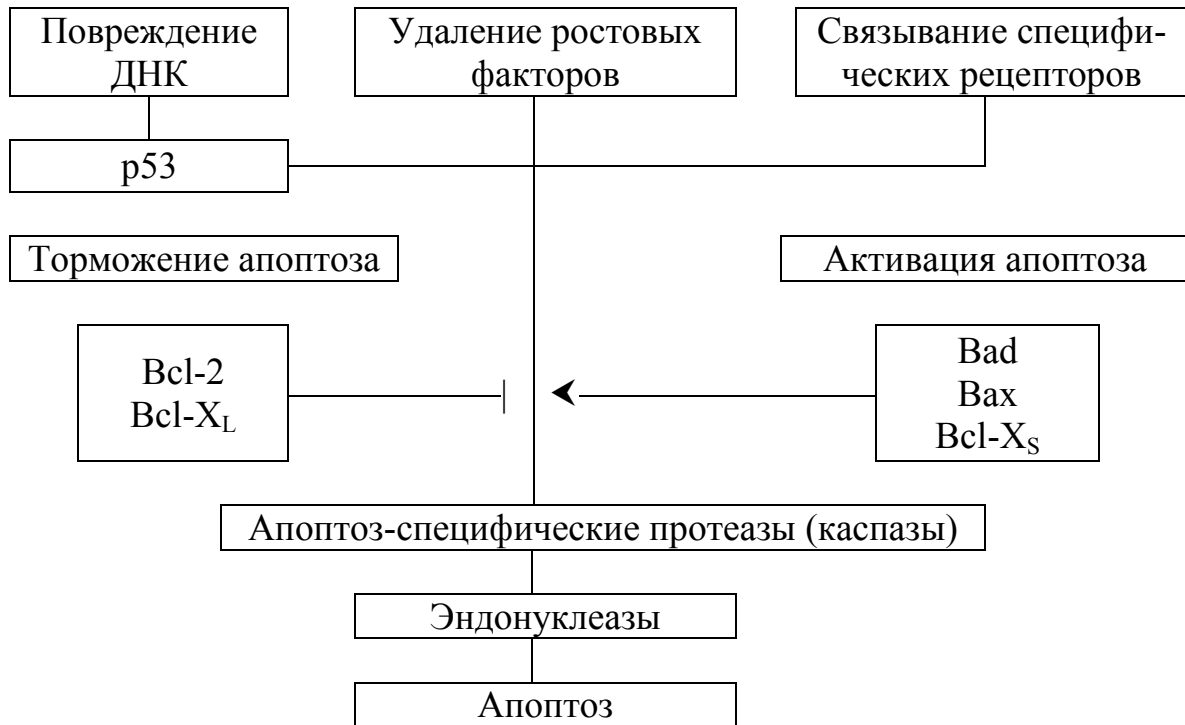 Повреждение
ДНК
Удаление ростовых
факторов
Связывание специфи-
ческих рецепторов
p53
Торможение апоптоза
Активация апоптоза
Bcl-2
Bcl-XL
Bad
Bax
Bcl-XS
Апоптоз-специфические протеазы (каспазы)
Эндонуклеазы
Апоптоз